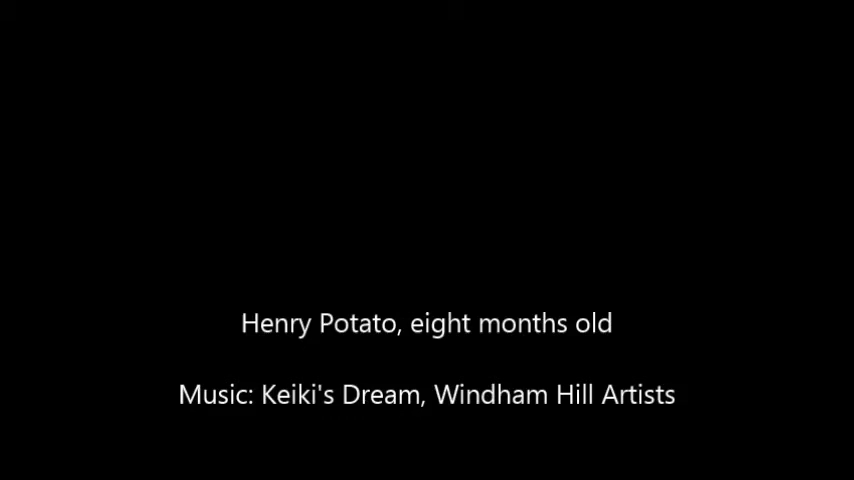 Henry Potato, eight months old
Music: Keiki's Dream, Windham Hill Artists